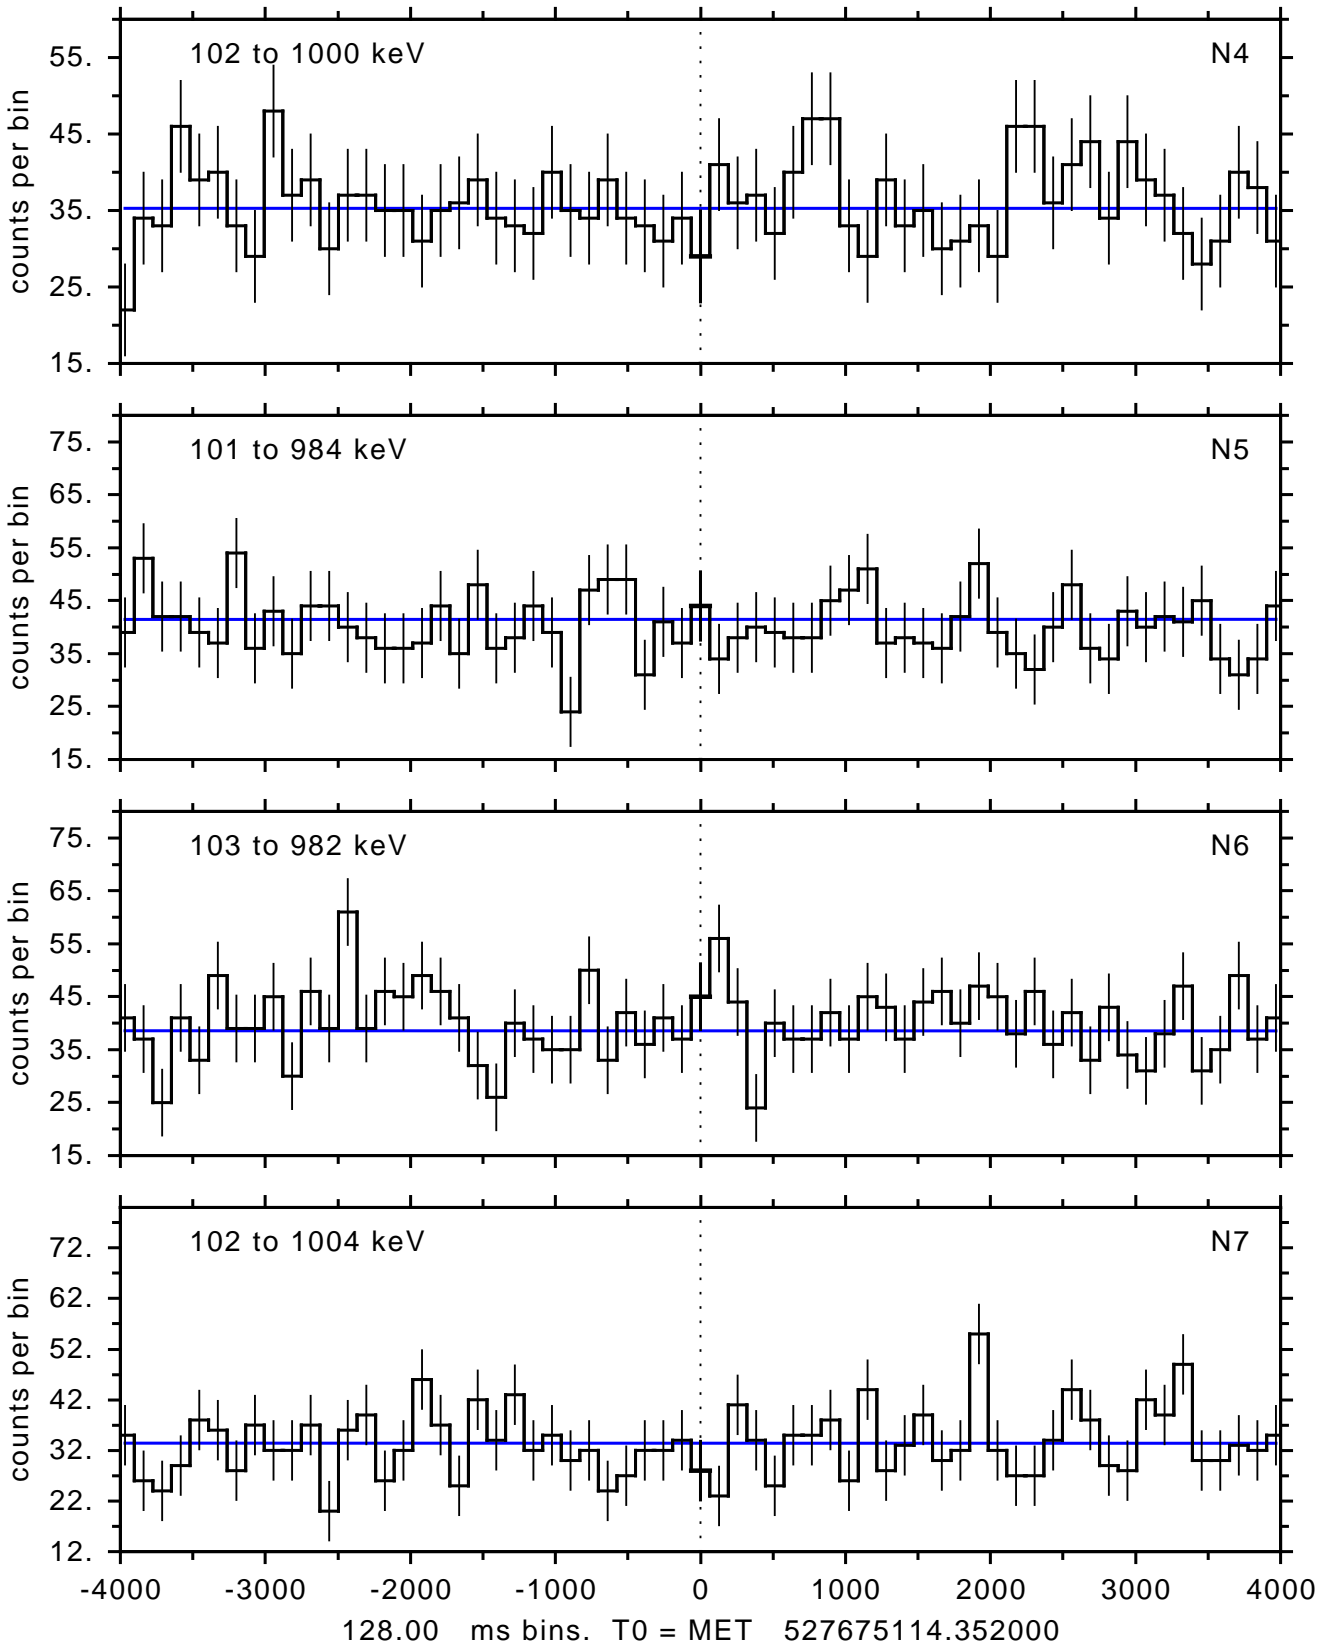 102 to 1000 keV N4
55.
45.
35.
25.
15.
counts per bin
101 to 984 keV N5
75.
65.
55.
45.
35.
25.
15.
counts per bin
103 to 982 keV N6
75.
65.
55.
45.
35.
25.
15.
counts per bin
102 to 1004 keV N7
72.
62.
52.
42.
32.
22.
12.
counts per bin
-4000 -3000 -2000 -1000 0 1000 2000 3000 4000
128.00 ms bins. T0 = MET 527675114.352000